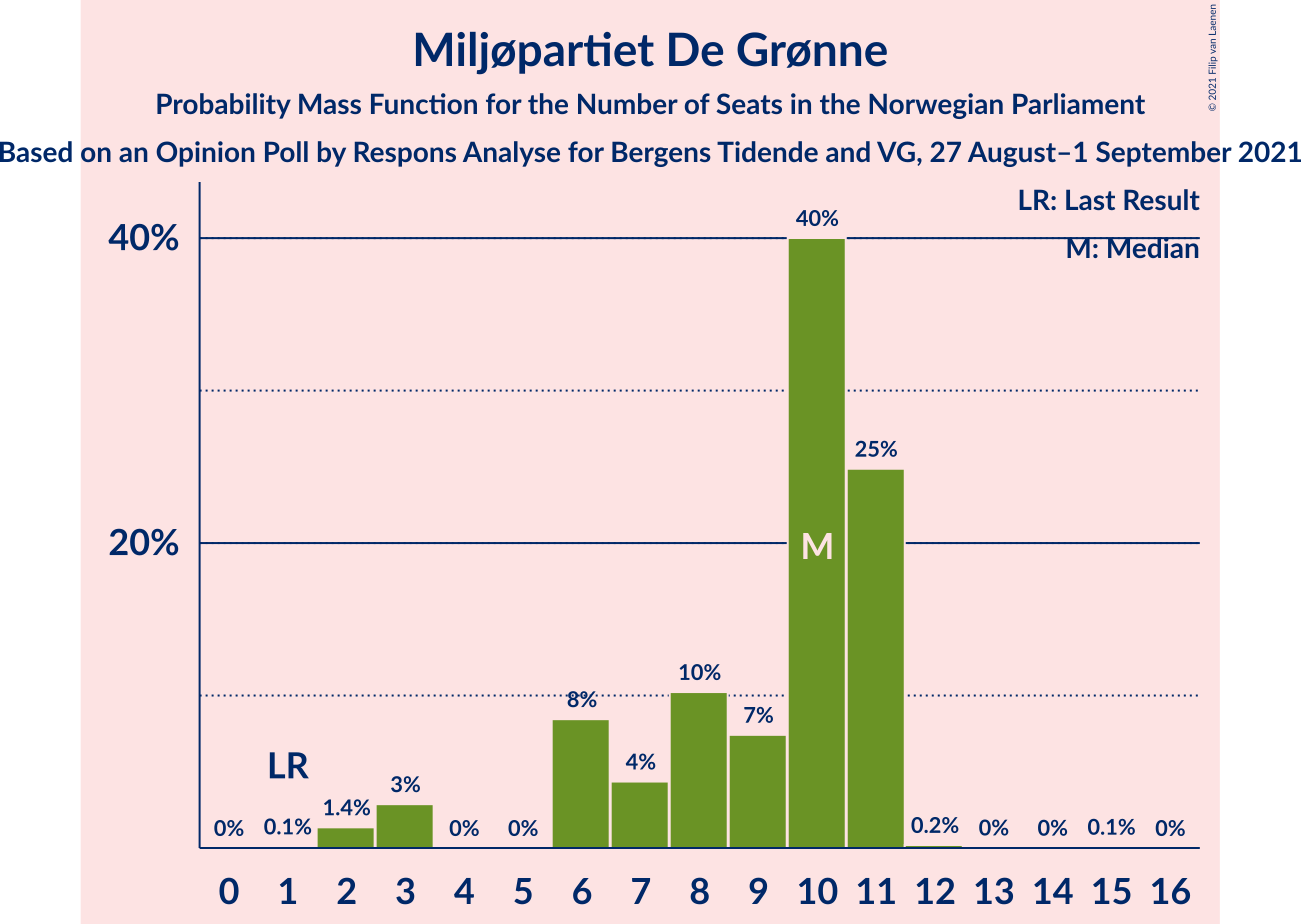 Miljøpartiet De Grønne
Probability Mass Function for the Number of Seats in the Norwegian Parliament
Based on an Opinion Poll by Respons Analyse for Bergens Tidende and VG, 27 August–1 September 2021
© 2021 Filip van Laenen
LR: Last Result
M: Median
40%
20%
0%
0.1%
1.4%
3%
0%
0%
8%
4%
10%
7%
40%
25%
0.2%
0%
0%
0.1%
0%
LR
M
0 1 2 3 4 5 6 7 8 9 10 11 12 13 14 15 16